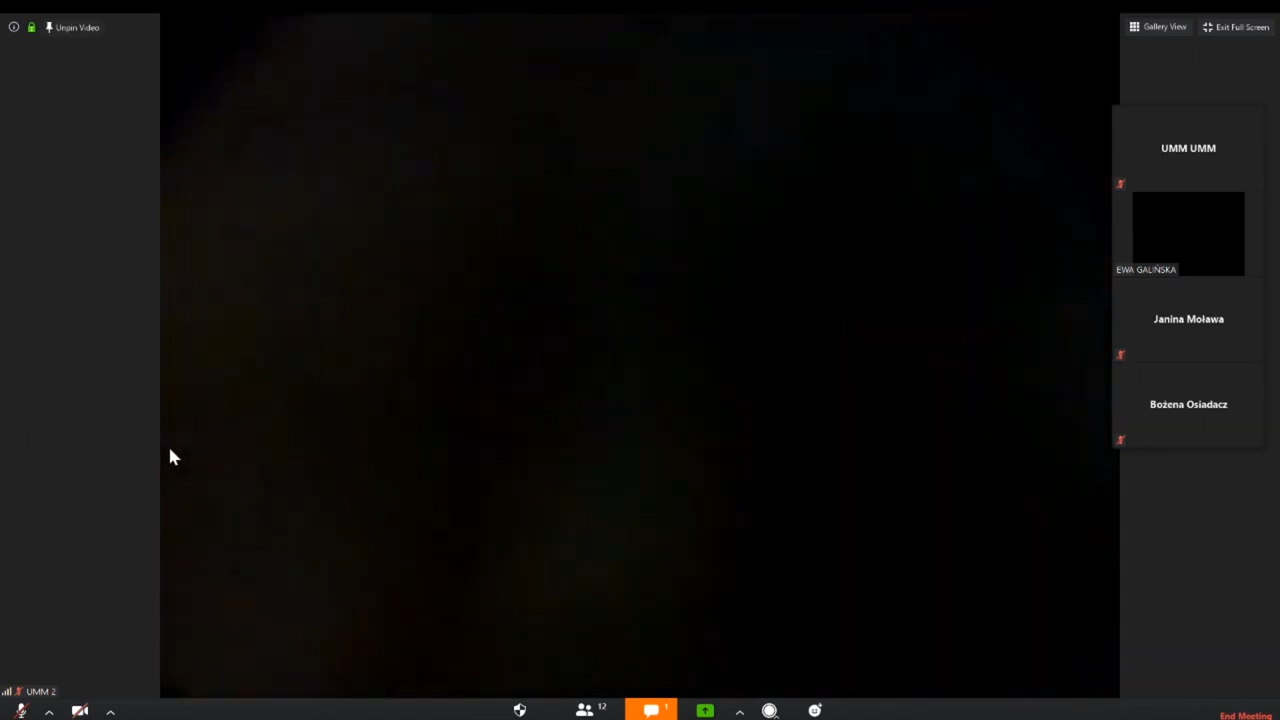 Unpin Video
Gallery View
Exit Full Screen
UMM UMM
EWA GALIŃSKA
Janina Moława
Bożena Osiadacz
UMM 2
12
1
End Meeting